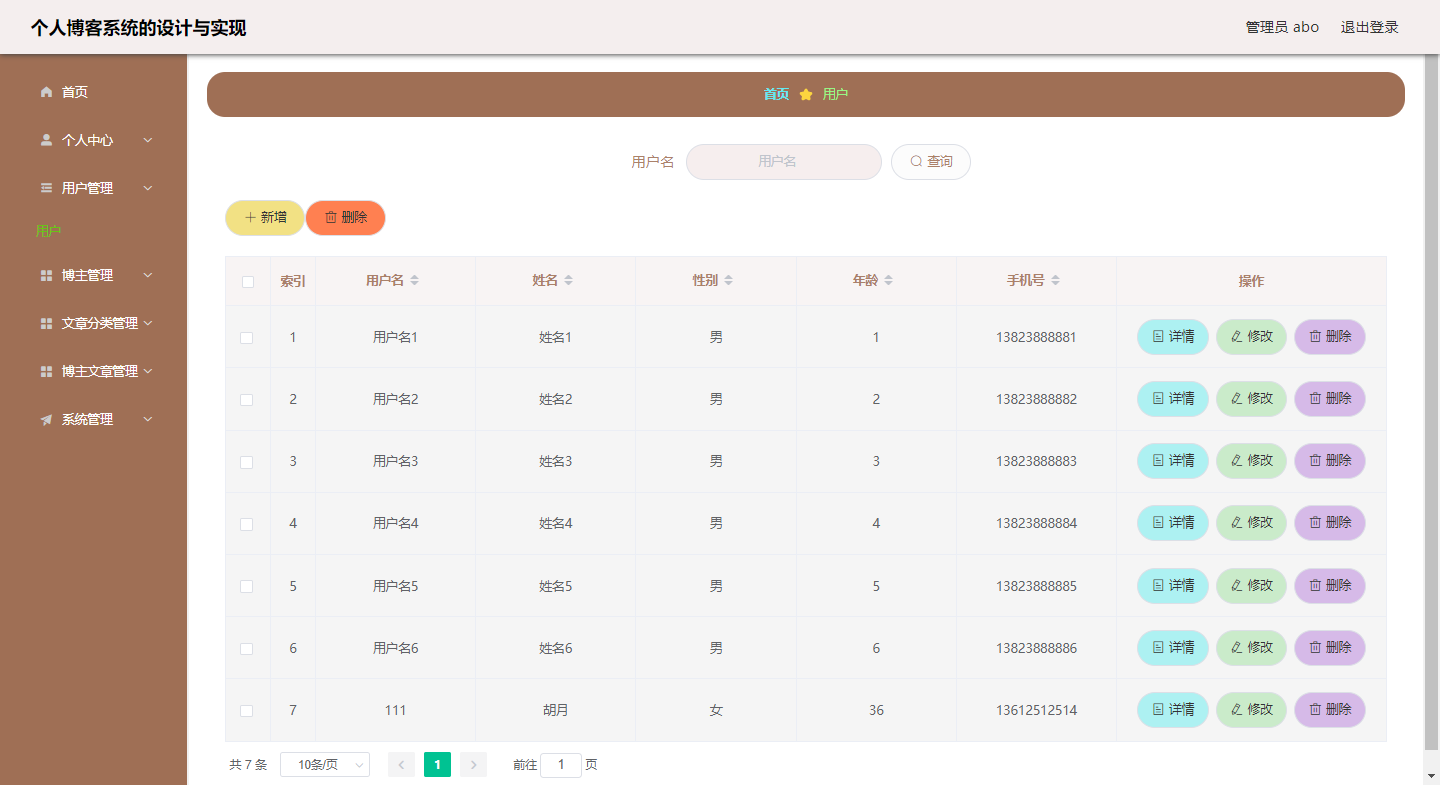 个人博客系统的设计与实现
管理员 abo 退出登录
首页
个人中心
用户管理
用户
博主管理
文章分类管理
博主文章管理
系统管理
首页 用户
用户名 用户名 查询
新增 删除
索引 用户名 姓名 性别 年龄 手机号 操作
1 用户名1 姓名1 男 1 13823888881 详情 修改 删除
2 用户名2 姓名2 男 2 13823888882 详情 修改 删除
3 用户名3 姓名3 男 3 13823888883 详情 修改 删除
4 用户名4 姓名4 男 4 13823888884 详情 修改 删除
5 用户名5 姓名5 男 5 13823888885 详情 修改 删除
6 用户名6 姓名6 男 6 13823888886 详情 修改 删除
7 111 胡月 女 36 13612512514 详情 修改 删除
共 7 条 10条/页 1 前往 1 页